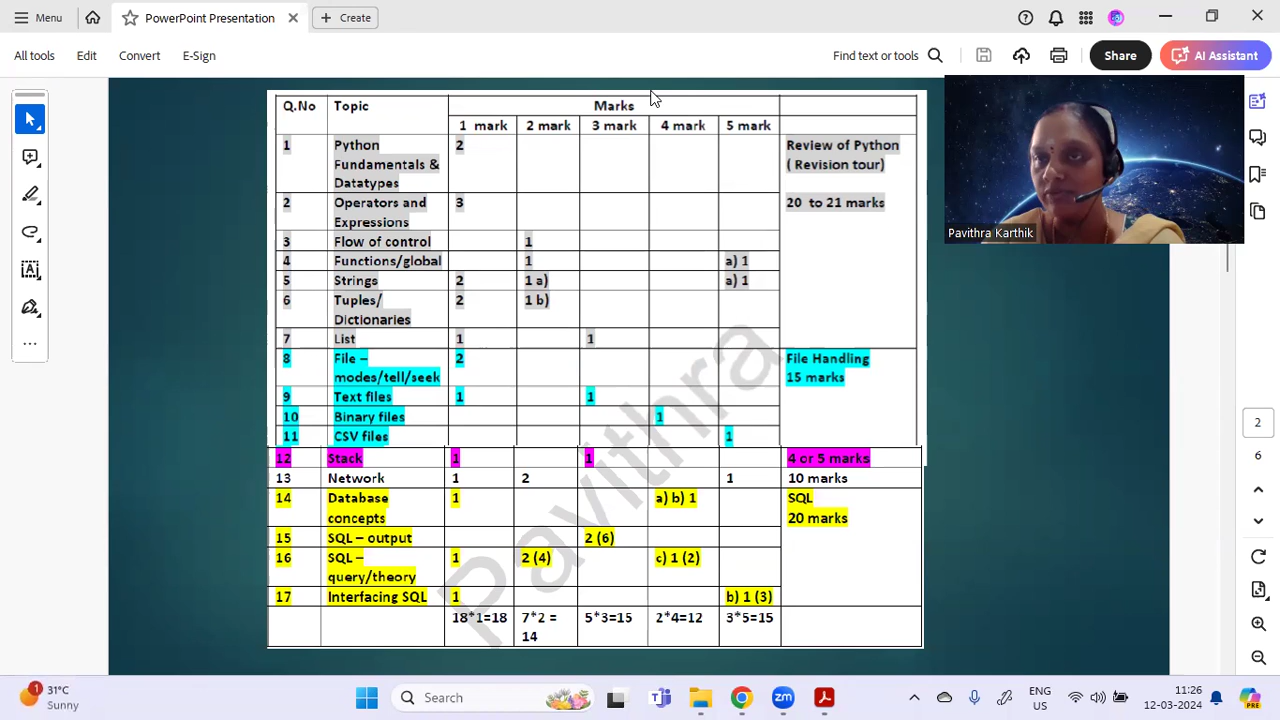 Menu
PowerPoint Presentation
Create
All tools Edit Convert E-Sign
Find text or tools
Share
AI Assistant
Q.No Topic Marks
1 mark 2 mark 3 mark 4 mark 5 mark
1 Python 2 Review of Python
Fundamentals & ( Revision tour)
Datatypes
2 Operators and 3 20 to 21 marks
Expressions
3 Flow of control 1
4 Functions/global 1 a) 1
5 Strings 2 1 a) a) 1
6 Tuples/ 2 1 b)
Dictionaries
7 List 1 1
8 File – 2 File Handling
modes/tell/seek 15 marks
9 Text files 1 1
10 Binary files 1
11 CSV files 1
12 Stack 1 1 4 or 5 marks
13 Network 1 2 1 10 marks
14 Database 1 a) b) 1 SQL
concepts 20 marks
15 SQL – output 2 (6)
16 SQL – 1 2 (4) c) 1 (2)
query/theory
17 Interfacing SQL 1 b) 1 (3)
18*1=18 7*2 = 5*3=15 2*4=12 3*5=15
14
Pavithra
Pavithra Karthik
2
6
1
31°C
Sunny
Search
ENG
US
11:26
12-03-2024